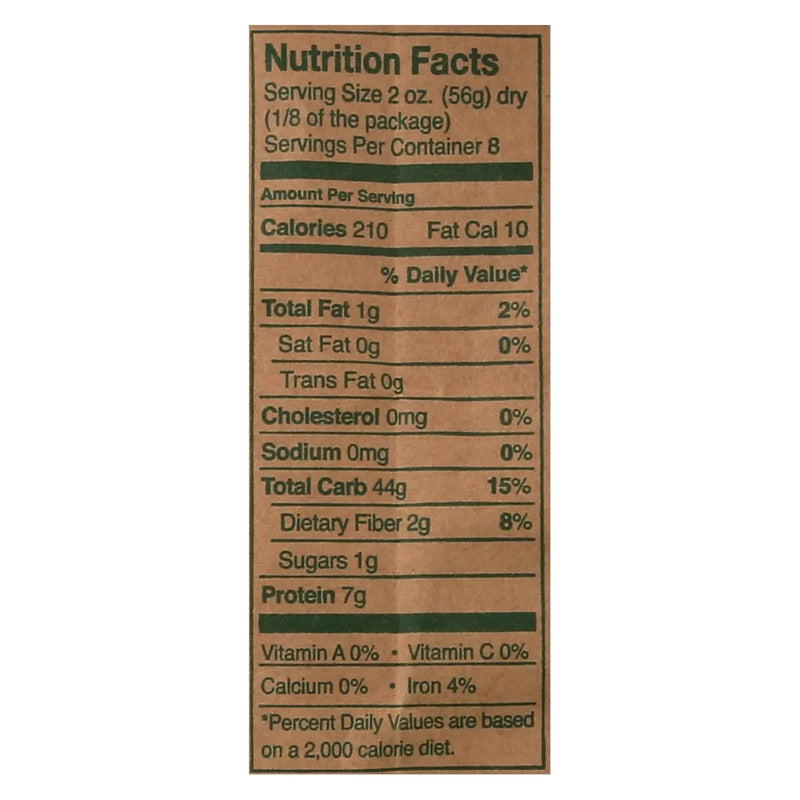 Nutrition Facts
Serving Size 2 oz. (56g) dry
(1/8 of the package)
Servings Per Container 8
Amount Per Serving
Calories 210 Fat Cal 10
% Daily Value*
Total Fat 1g 2%
Sat Fat 0g 0%
Trans Fat 0g
Cholesterol 0mg 0%
Sodium 0mg 0%
Total Carb 44g 15%
Dietary Fiber 2g 8%
Sugars 1g
Protein 7g
Vitamin A 0% • Vitamin C 0%
Calcium 0% • Iron 4%
*Percent Daily Values are based
on a 2,000 calorie diet.